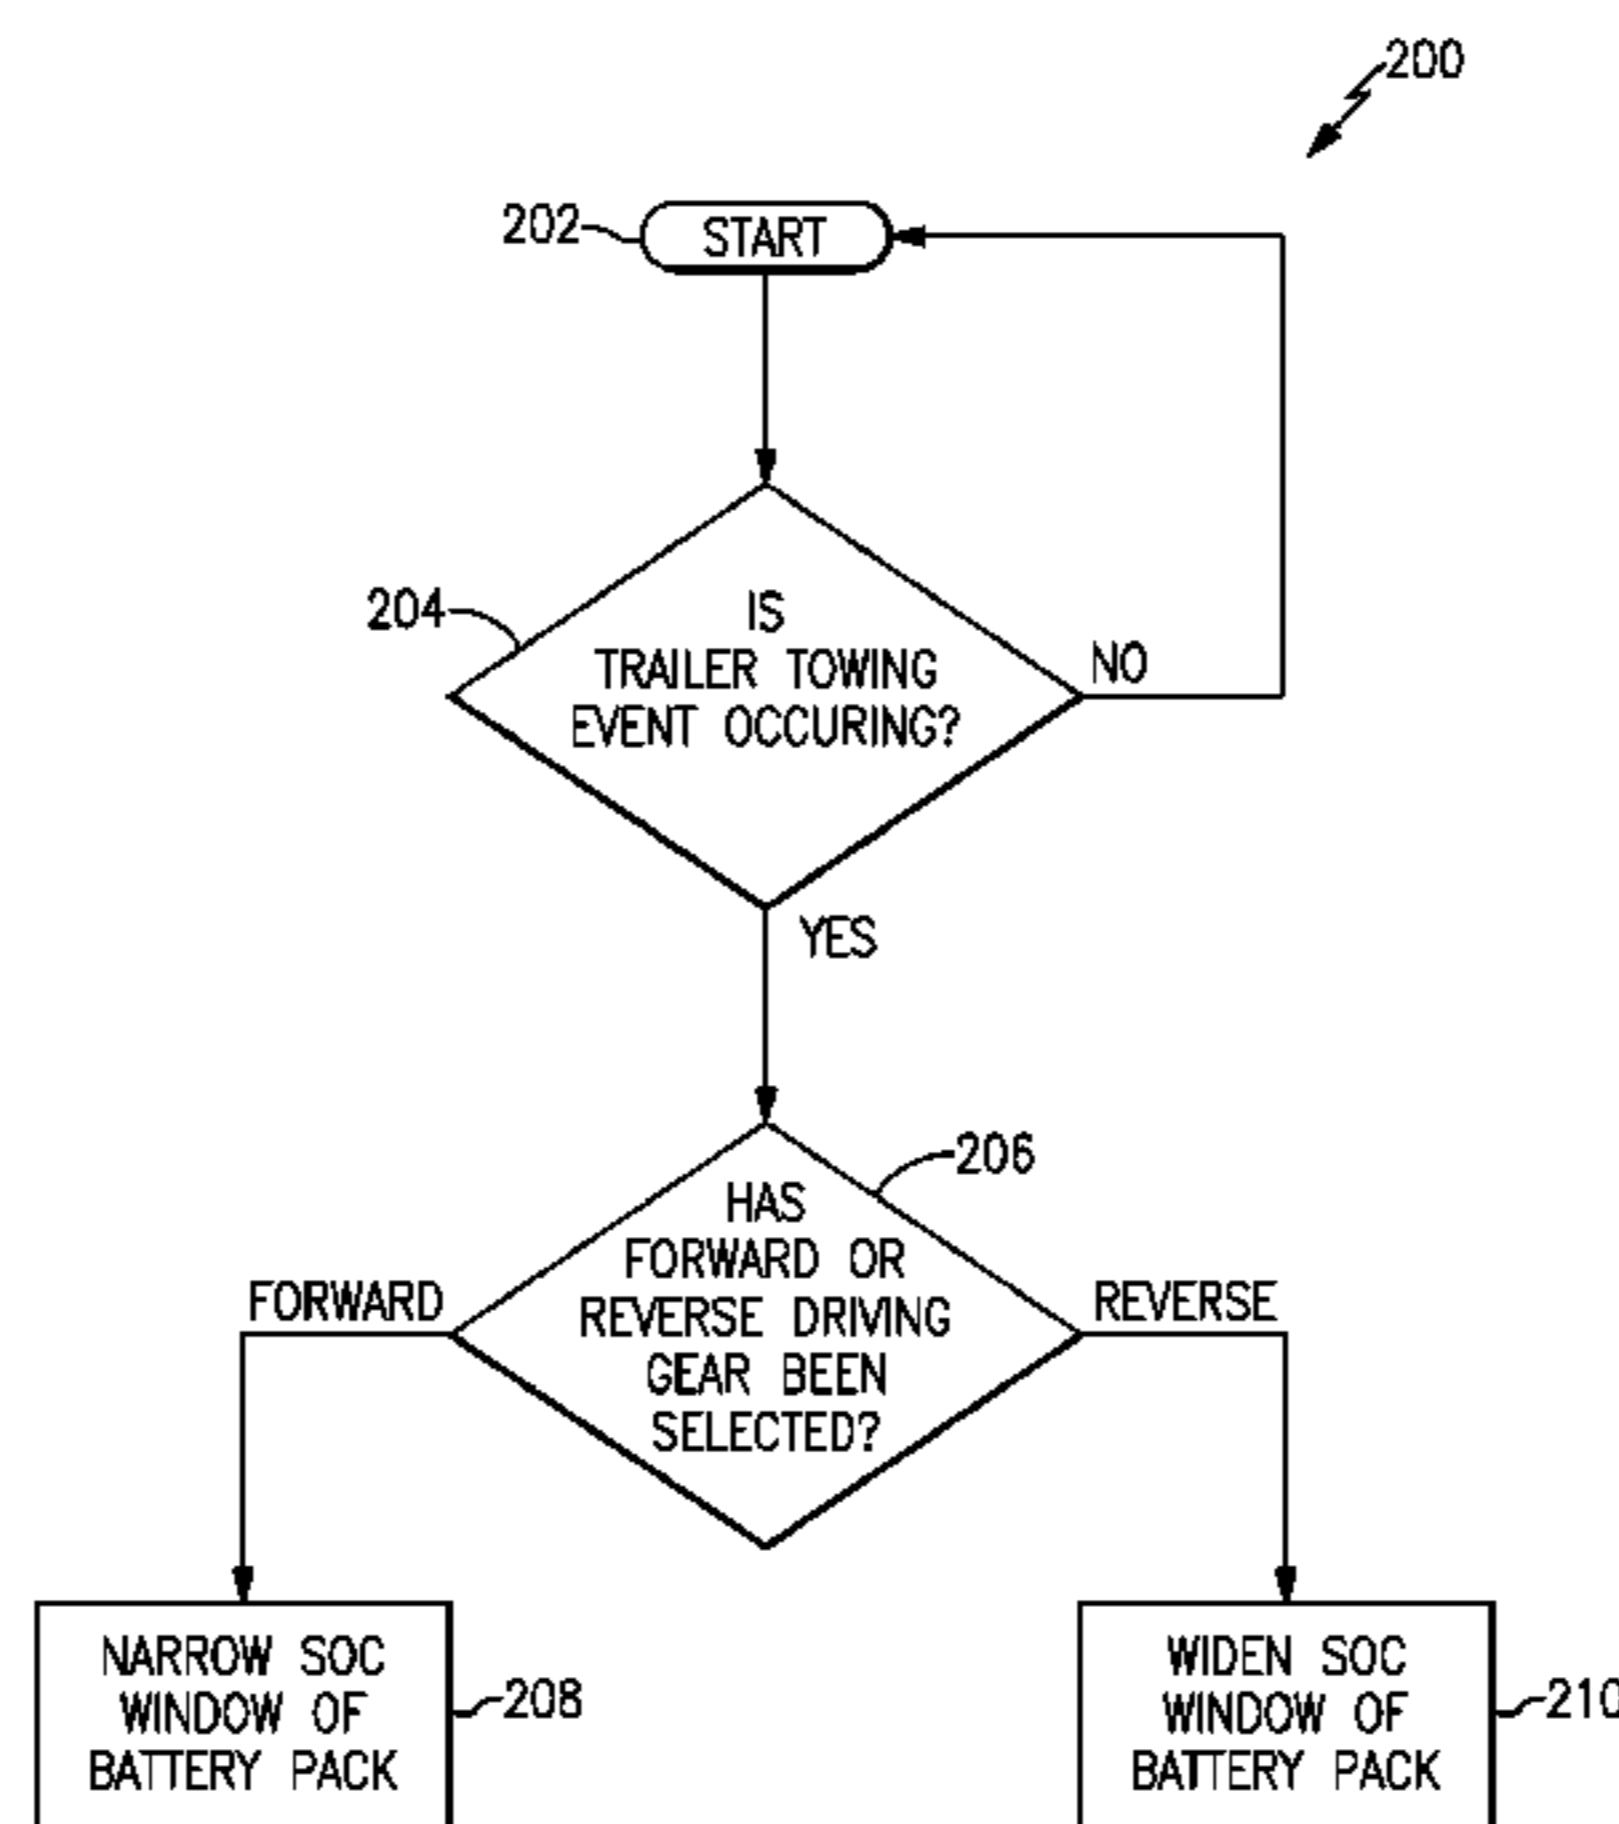 200
202
START
204
IS
TRAILER TOWING
EVENT OCCURING?
NO
YES
206
HAS
FORWARD OR
REVERSE DRIVING
GEAR BEEN
SELECTED?
FORWARD
REVERSE
NARROW SOC
WINDOW OF
BATTERY PACK
208
WIDEN SOC
WINDOW OF
BATTERY PACK
210